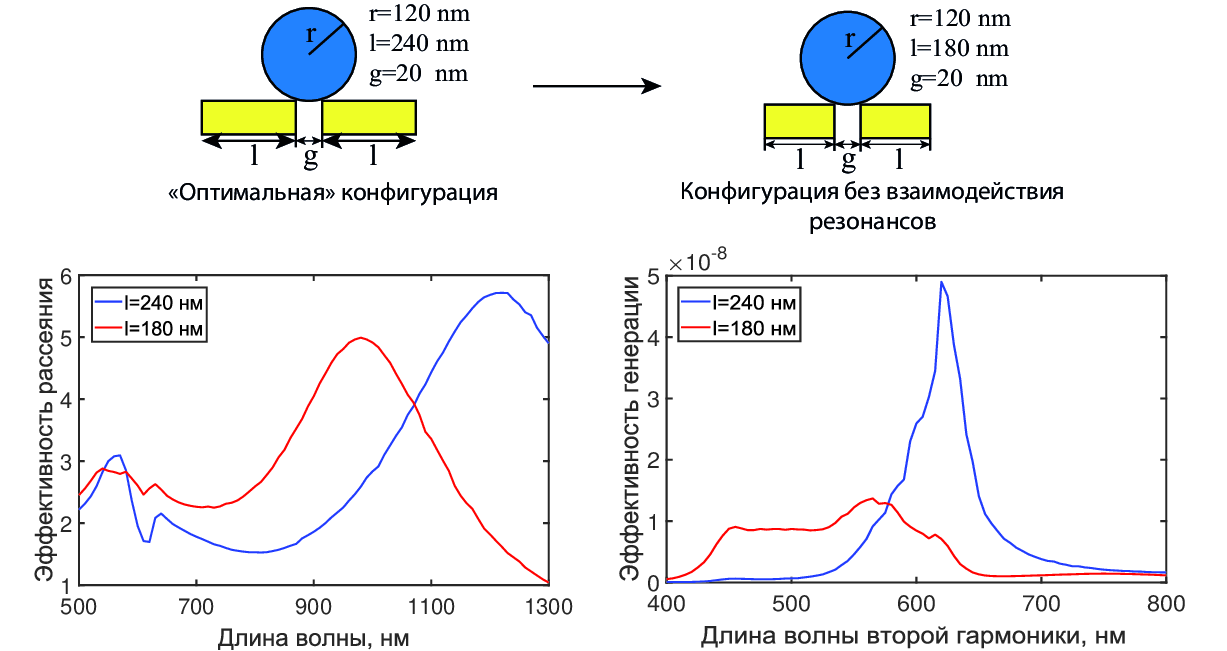 r
r=120 nm
l=240 nm
g=20 nm
l
g
l
«Оптимальная» конфигурация
r
r=120 nm
l=180 nm
g=20 nm
l
g
l
Конфигурация без взаимодействия
резонансов
Эффективность рассеяния
6
5
4
3
2
1
l=240 нм
l=180 нм
500
700
900
1100
1300
Длина волны, нм
×10-8
Эффективность генерации
5
4
3
2
1
0
l=240 нм
l=180 нм
400
500
600
700
800
Длина волны второй гармоники, нм